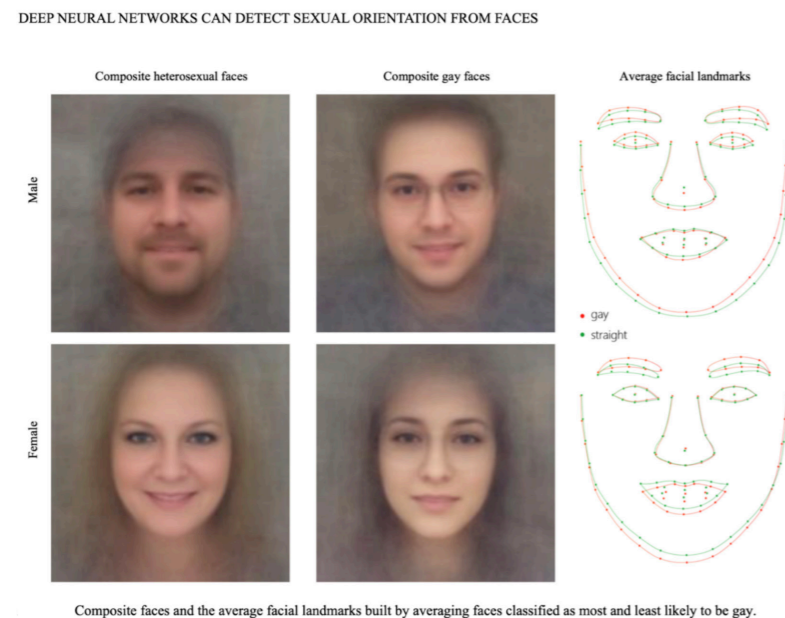 DEEP NEURAL NETWORKS CAN DETECT SEXUAL ORIENTATION FROM FACES
Composite heterosexual faces
Composite gay faces
Average facial landmarks
Male
gay
straight
Female
Composite faces and the average facial landmarks built by averaging faces classified as most and least likely to be gay.